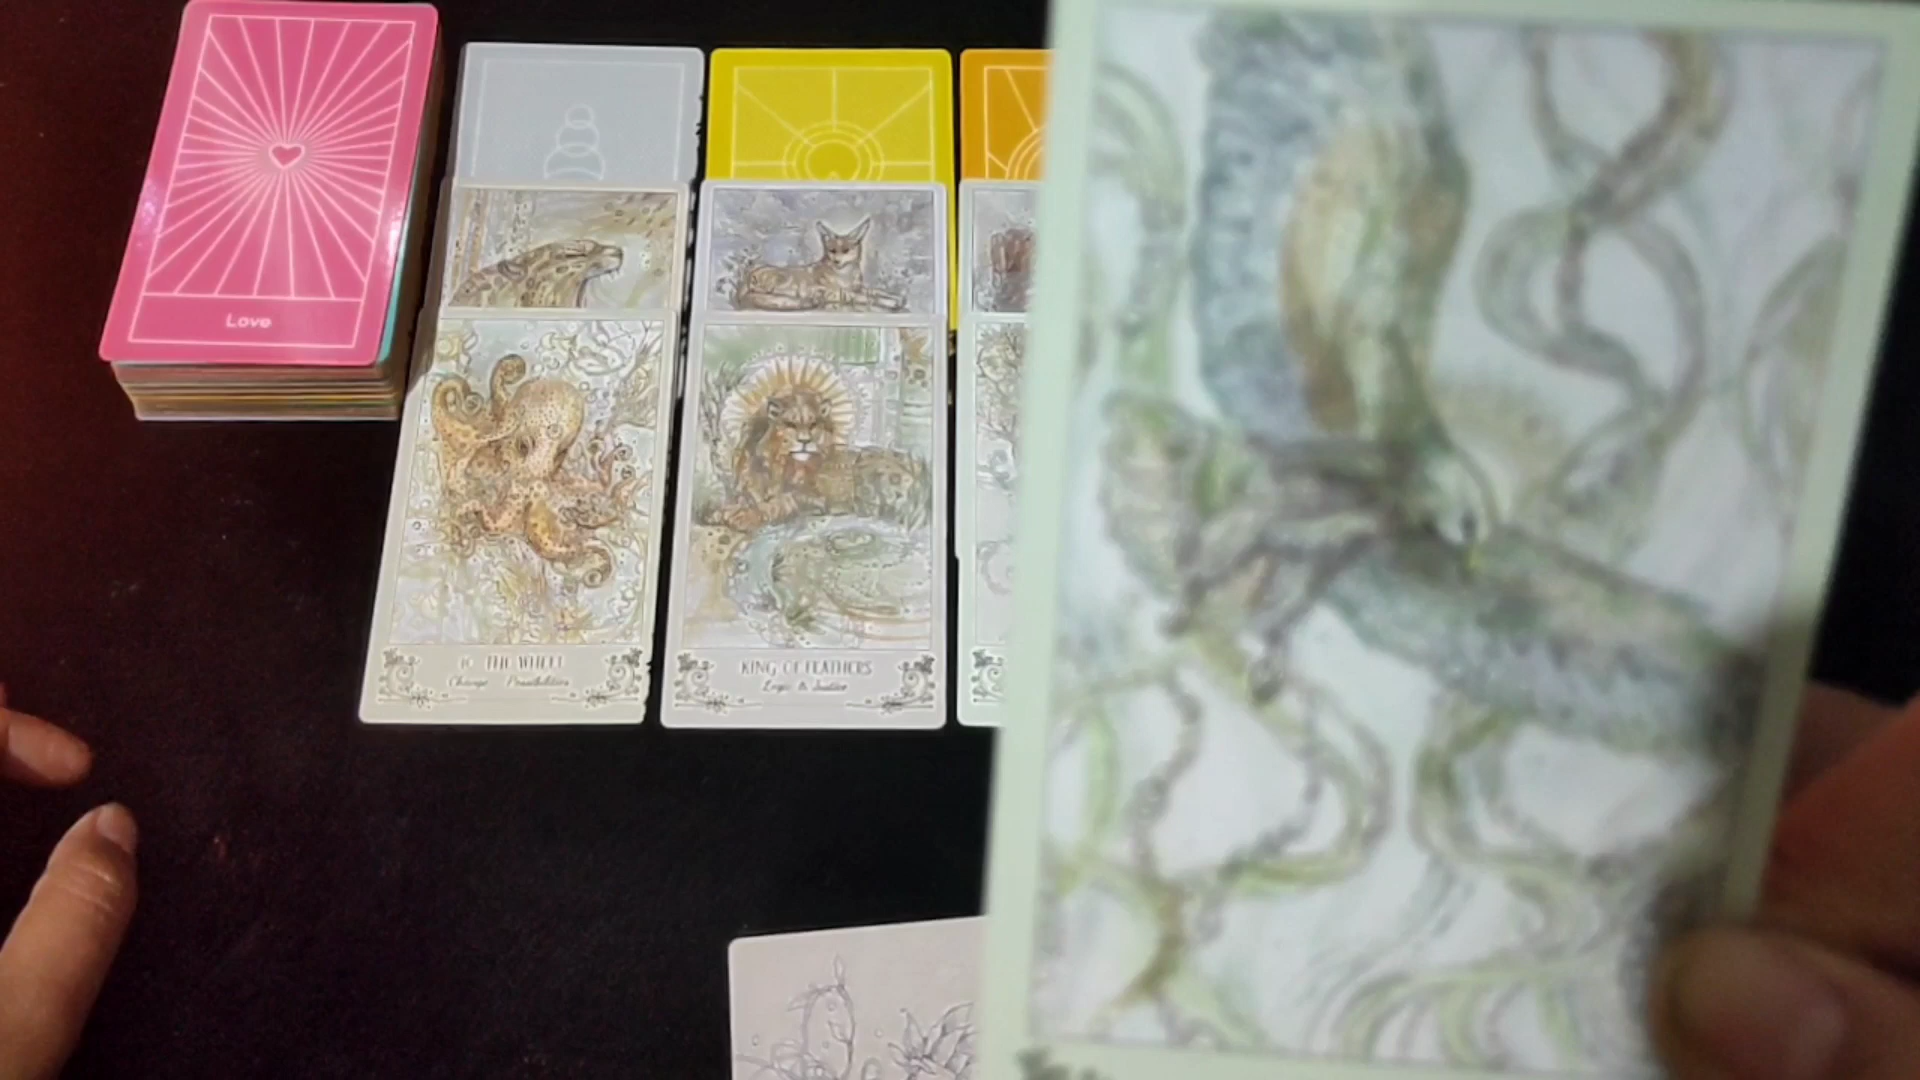 Love
10. THE WHEEL
Change Possibilities
KING OF FEATHERS
Logic & Justice